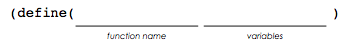 (define( )
function name variables